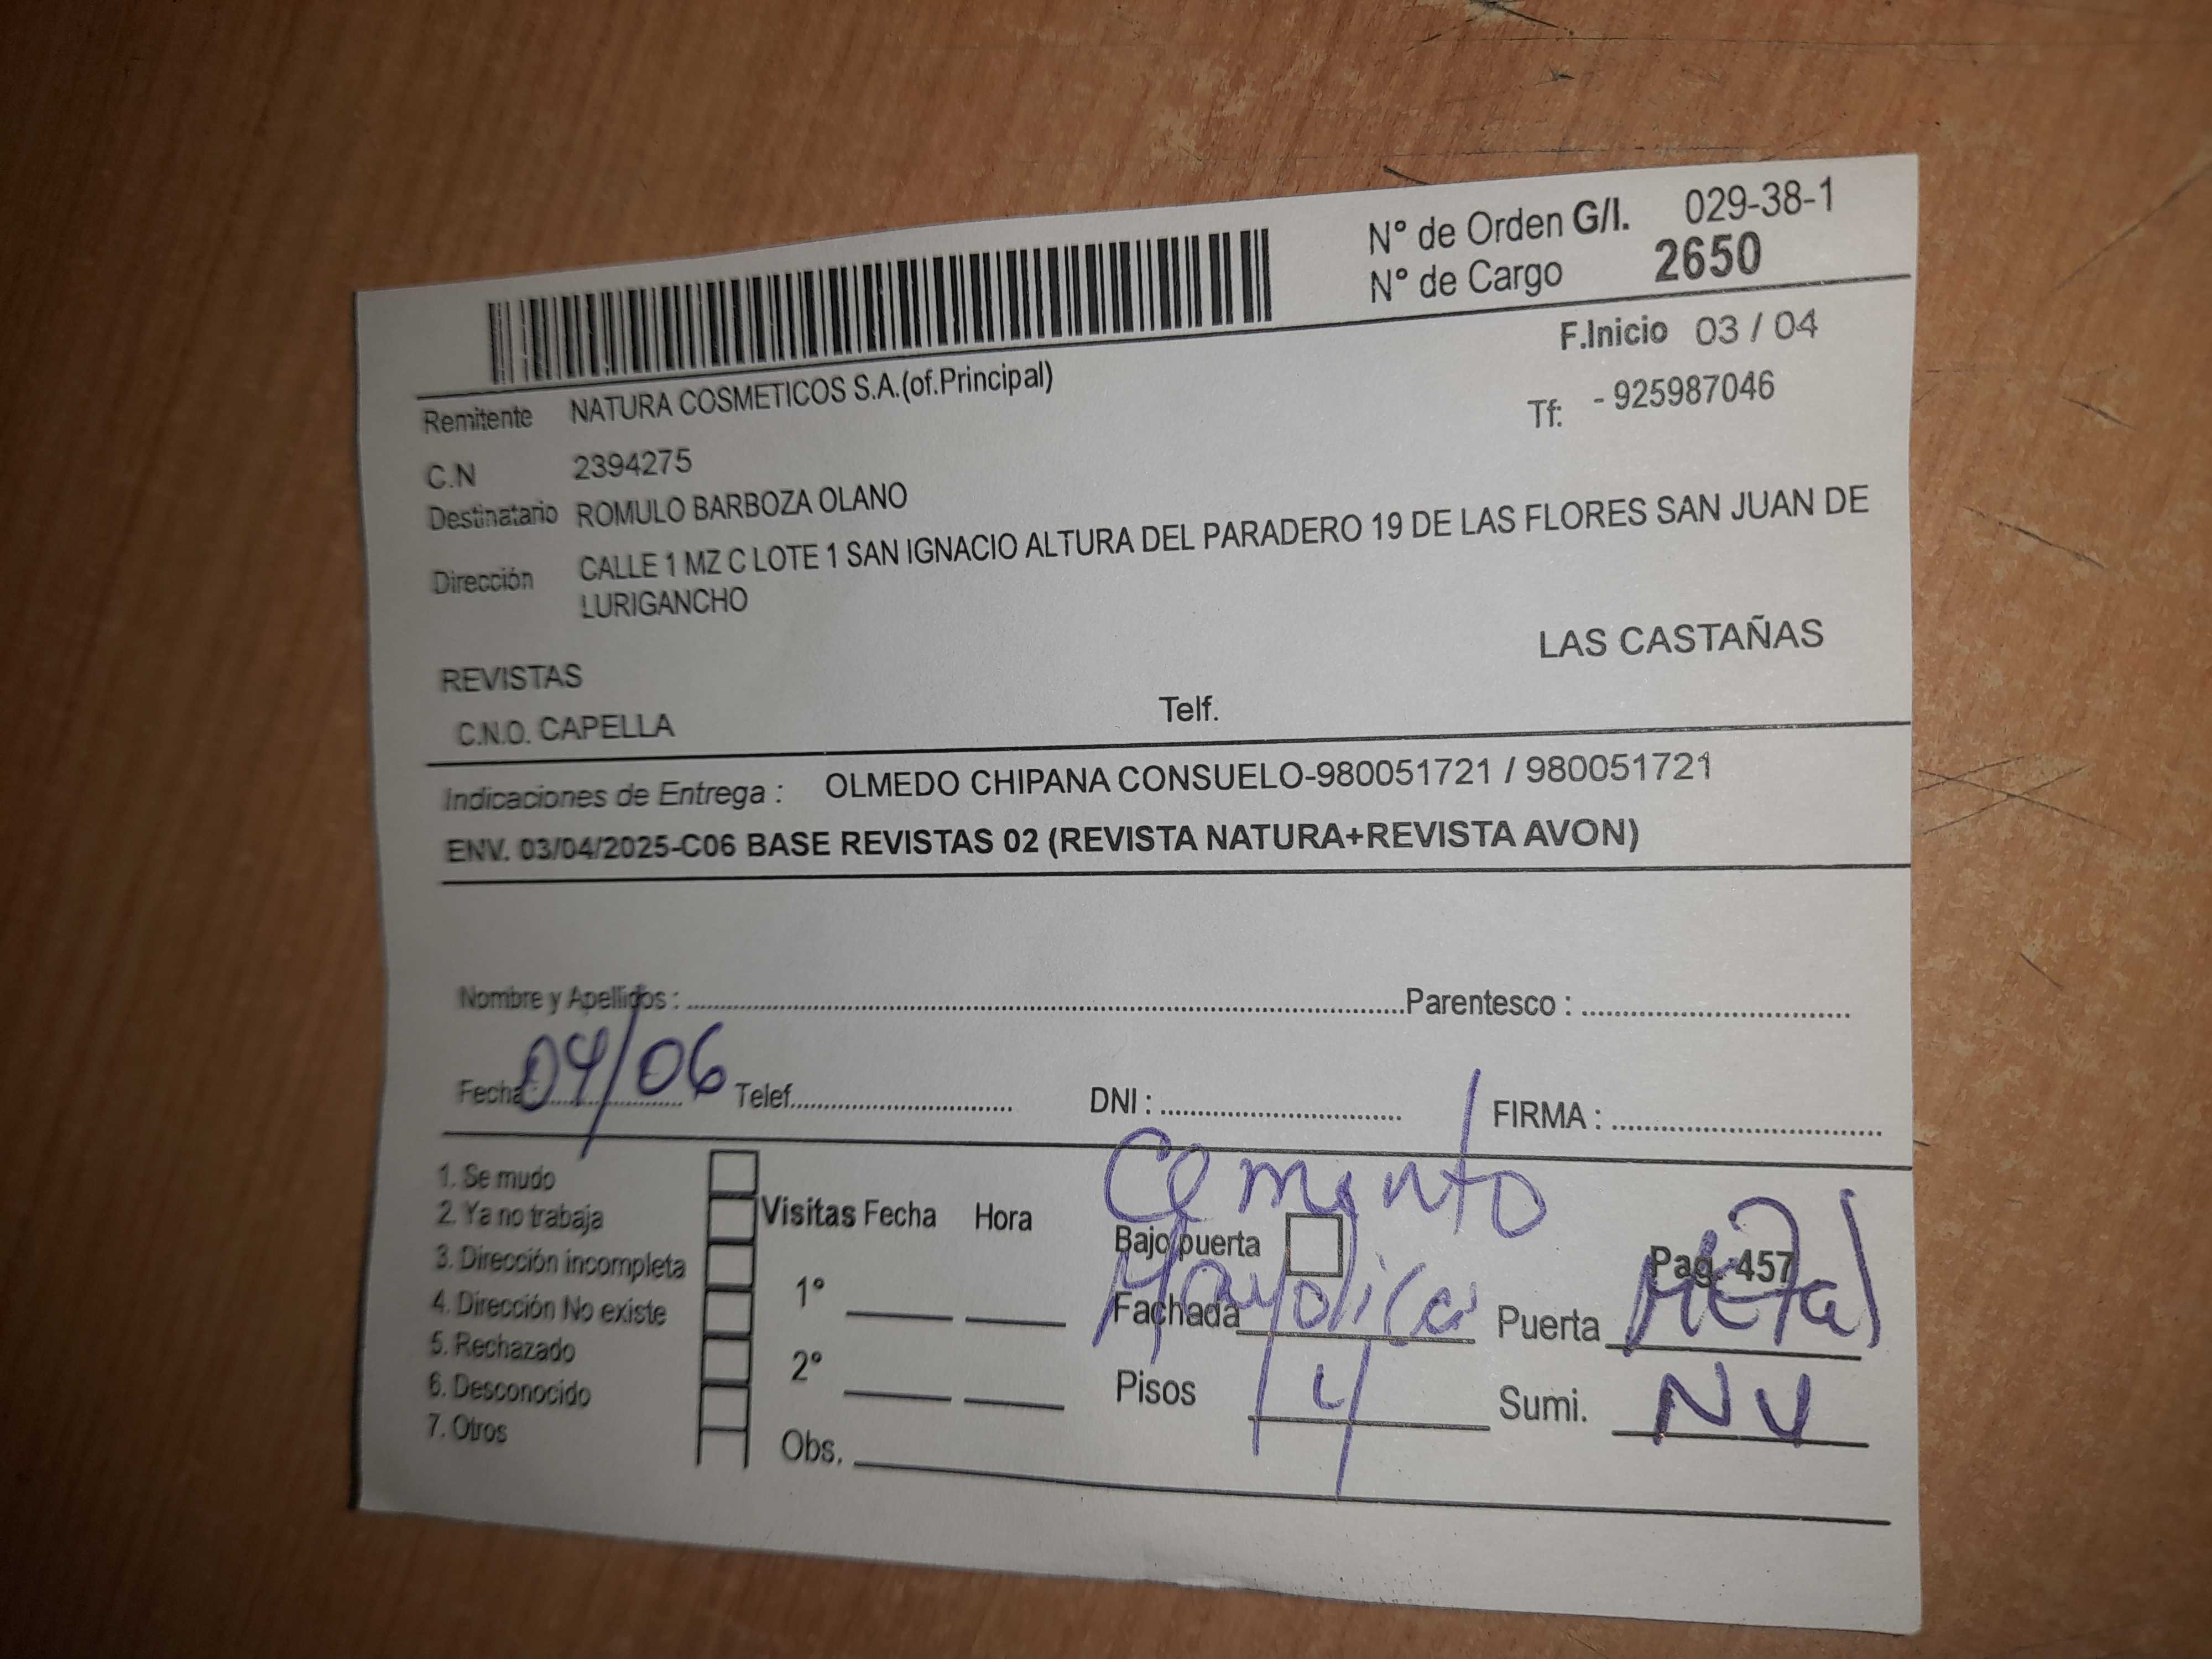 N° de Orden G/I. 029-38-1
N° de Cargo 2650
F.Inicio 03 / 04
Remitente NATURA COSMETICOS S.A.(of.Principal)
Tf: - 925987046
C.N 2394275
Destinatario ROMULO BARBOZA OLANO
Dirección CALLE 1 MZ C LOTE 1 SAN IGNACIO ALTURA DEL PARADERO 19 DE LAS FLORES SAN JUAN DE
LURIGANCHO
LAS CASTAÑAS
REVISTAS
C.N.O. CAPELLA Telf.
Indicaciones de Entrega : OLMEDO CHIPANA CONSUELO-980051721 / 980051721
ENV. 03/04/2025-C06 BASE REVISTAS 02 (REVISTA NATURA+REVISTA AVON)
Nombre y Apellidos : Parentesco :
Fecha: 04/06 Telef. DNI : FIRMA :
Cemento /
1. Se mudo
2. Ya no trabaja
3. Dirección incompleta
4. Dirección No existe
5. Rechazado
6. Desconocido
7. Otros
Visitas Fecha Hora
1°
2°
Obs.
Bajo puerta Pag. 457
Fachada Mayolica Puerta Metal
Pisos 4 Sumi. NV